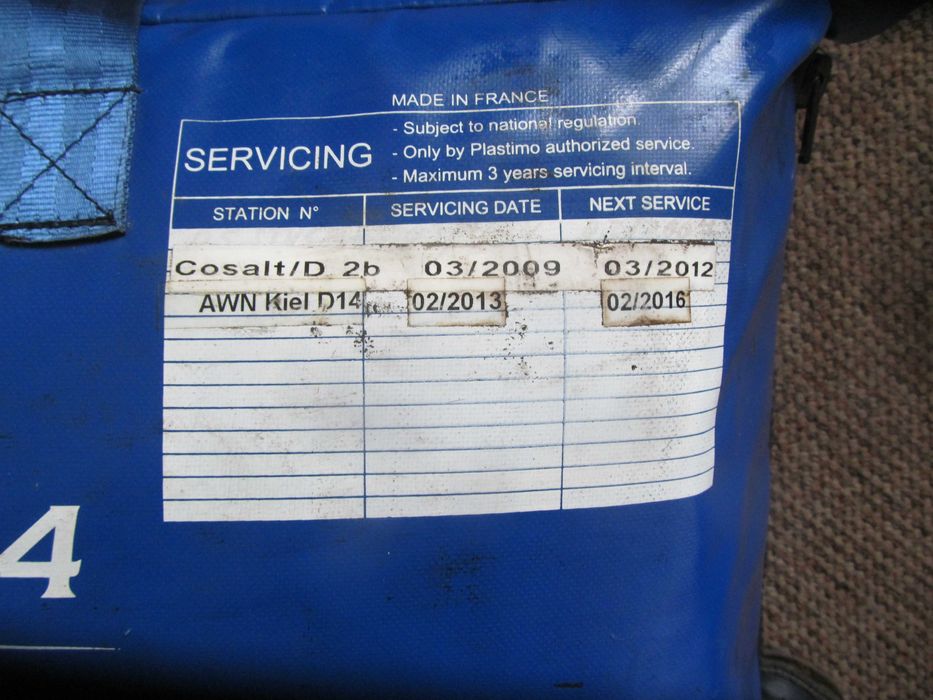 MADE IN FRANCE
SERVICING
- Subject to national regulation.
- Only by Plastimo authorized service.
- Maximum 3 years servicing interval.
STATION N° SERVICING DATE NEXT SERVICE
Cosalt/D 2b 03/2009 03/2012
AWN Kiel D14 02/2013 02/2016
4